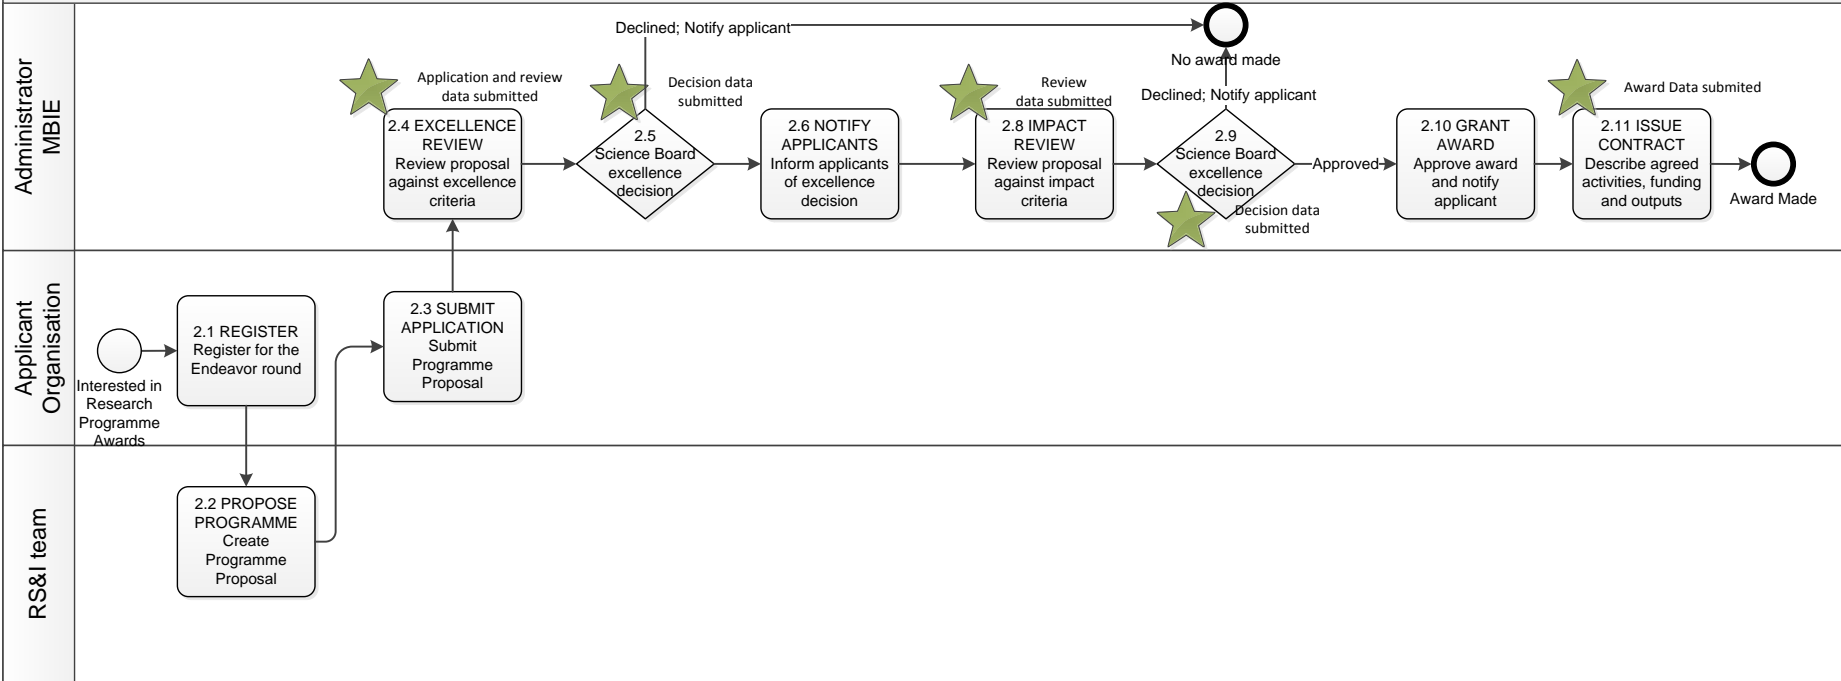 Administrator
MBIE
Declined; Notify applicant
No award made
Application and review
data submitted
2.4 EXCELLENCE
REVIEW
Review proposal
against excellence
criteria
Decision data
submitted
2.5
Science Board
excellence
decision
2.6 NOTIFY
APPLICANTS
Inform applicants
of excellence
decision
Review
data submitted
2.8 IMPACT
REVIEW
Review proposal
against impact
criteria
Declined; Notify applicant
2.9
Science Board
excellence
decision
Decision data
submitted
Approved
2.10 GRANT
AWARD
Approve award
and notify
applicant
Award Data submited
2.11 ISSUE
CONTRACT
Describe agreed
activities, funding
and outputs
Award Made
Applicant
Organisation
Interested in
Research
Programme
Awards
2.1 REGISTER
Register for the
Endeavor round
2.3 SUBMIT
APPLICATION
Submit
Programme
Proposal
RS&I team
2.2 PROPOSE
PROGRAMME
Create
Programme
Proposal